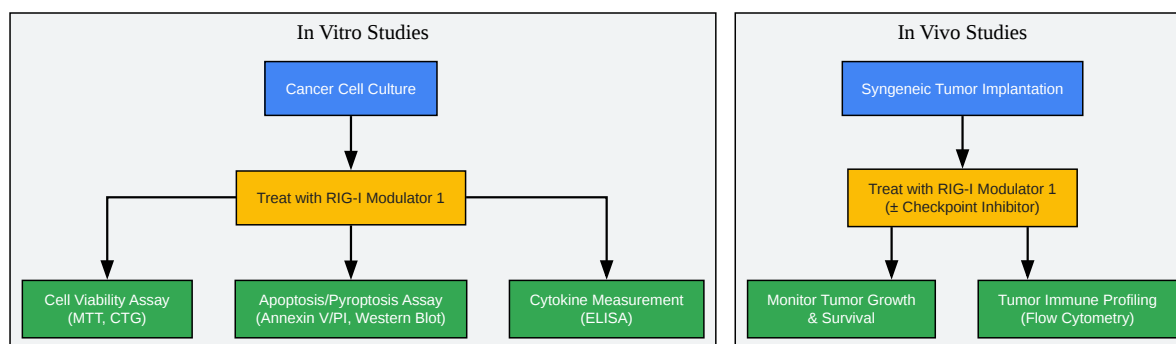 In Vitro Studies
Cancer Cell Culture
Treat with RIG-I Modulator 1
Cell Viability Assay
(MTT, CTG)
Apoptosis/Pyroptosis Assay
(Annexin V/PI, Western Blot)
Cytokine Measurement
(ELISA)
In Vivo Studies
Syngeneic Tumor Implantation
Treat with RIG-I Modulator 1
(± Checkpoint Inhibitor)
Monitor Tumor Growth
& Survival
Tumor Immune Profiling
(Flow Cytometry)